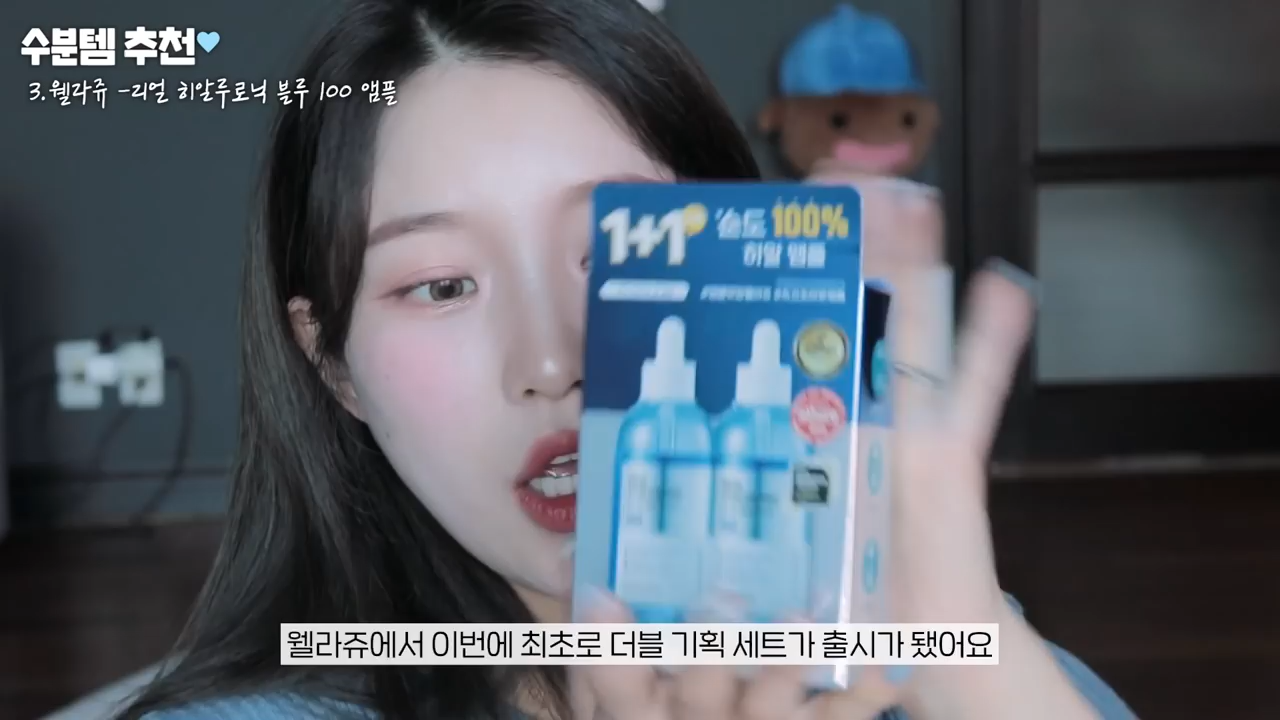 수분템 추천
3.웰라쥬 -리얼 히알루로닉 블루 100 앰플
1+1
순도 100%
히알 앰플
웰라쥬에서 이번에 최초로 더블 기획 세트가 출시가 됐어요